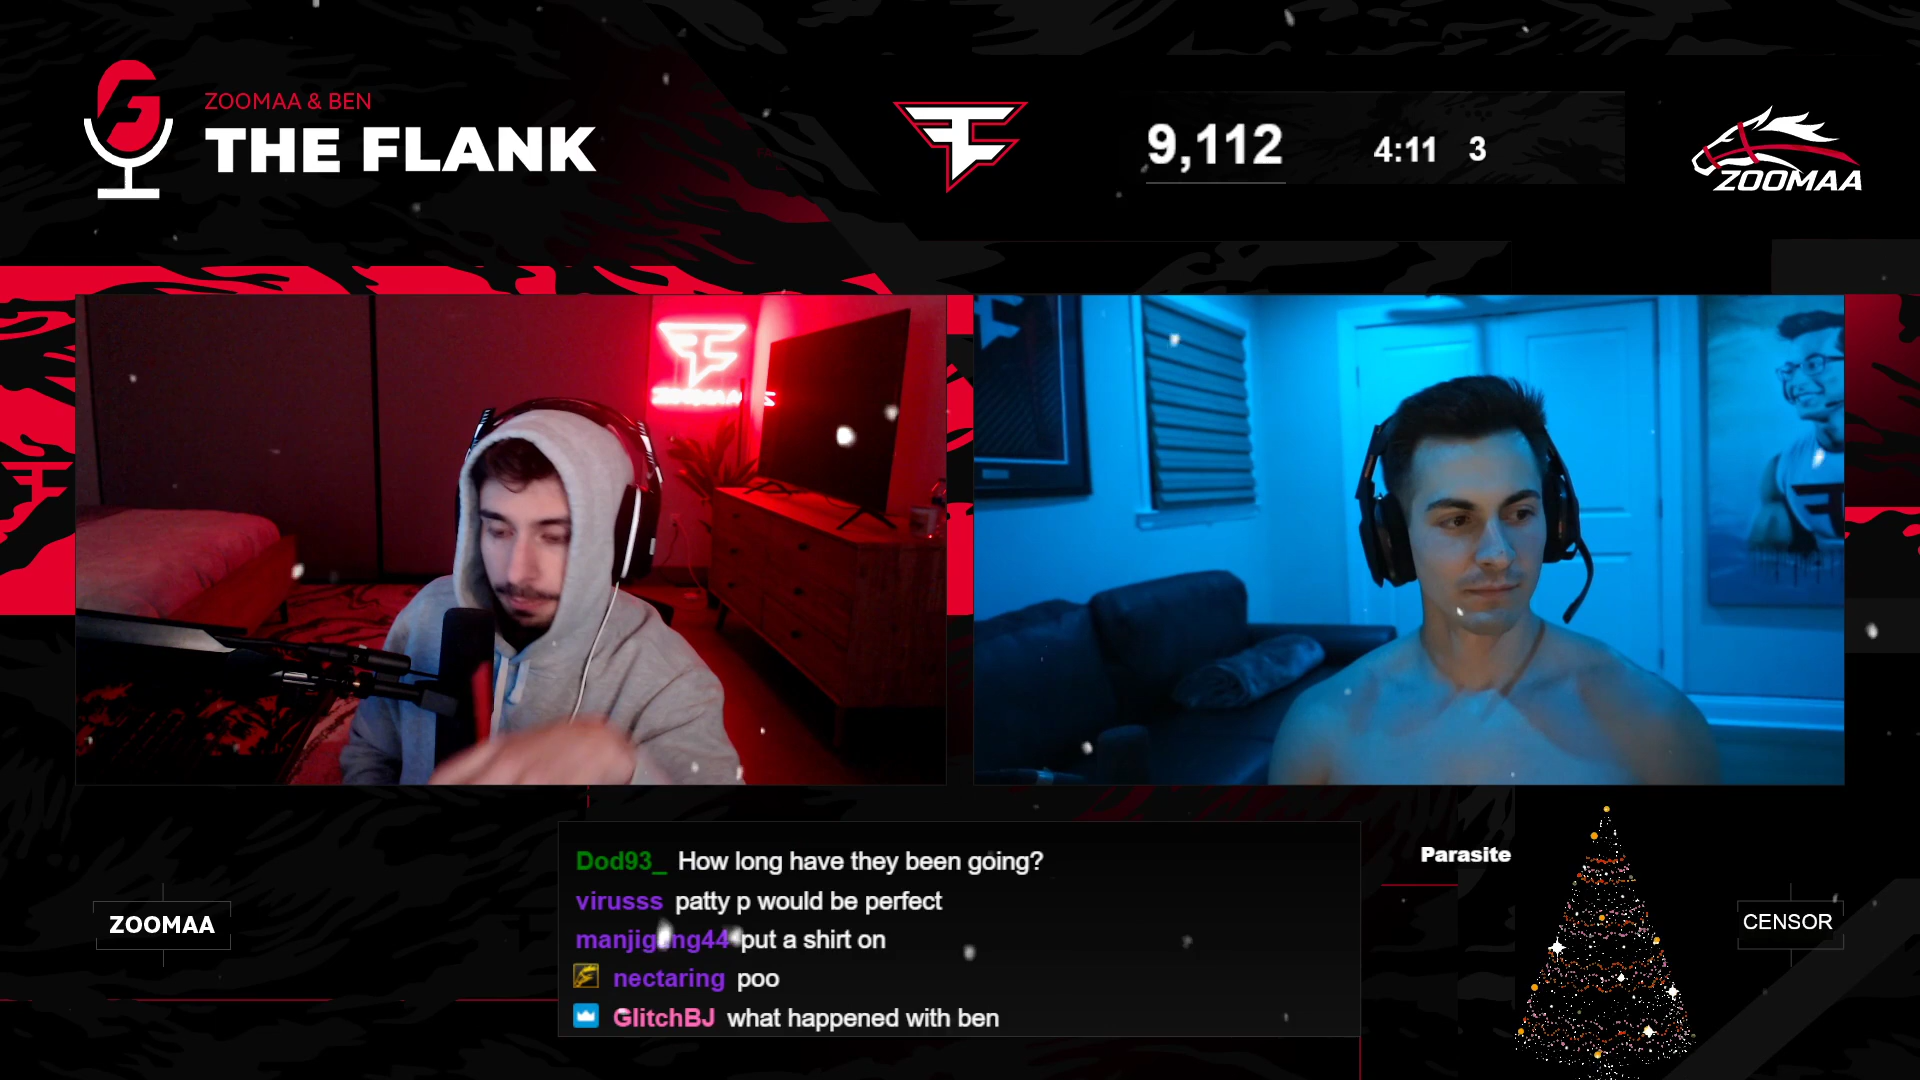 ZOOMAA & BEN
THE FLANK
9,112
4:11 3
ZOOMAA
ZOOMAA
Dod93_ How long have they been going?
virusss patty p would be perfect
put a shirt on
nectaring poo
GlitchBJ what happened with ben
Parasite
ZOOMAA
CENSOR